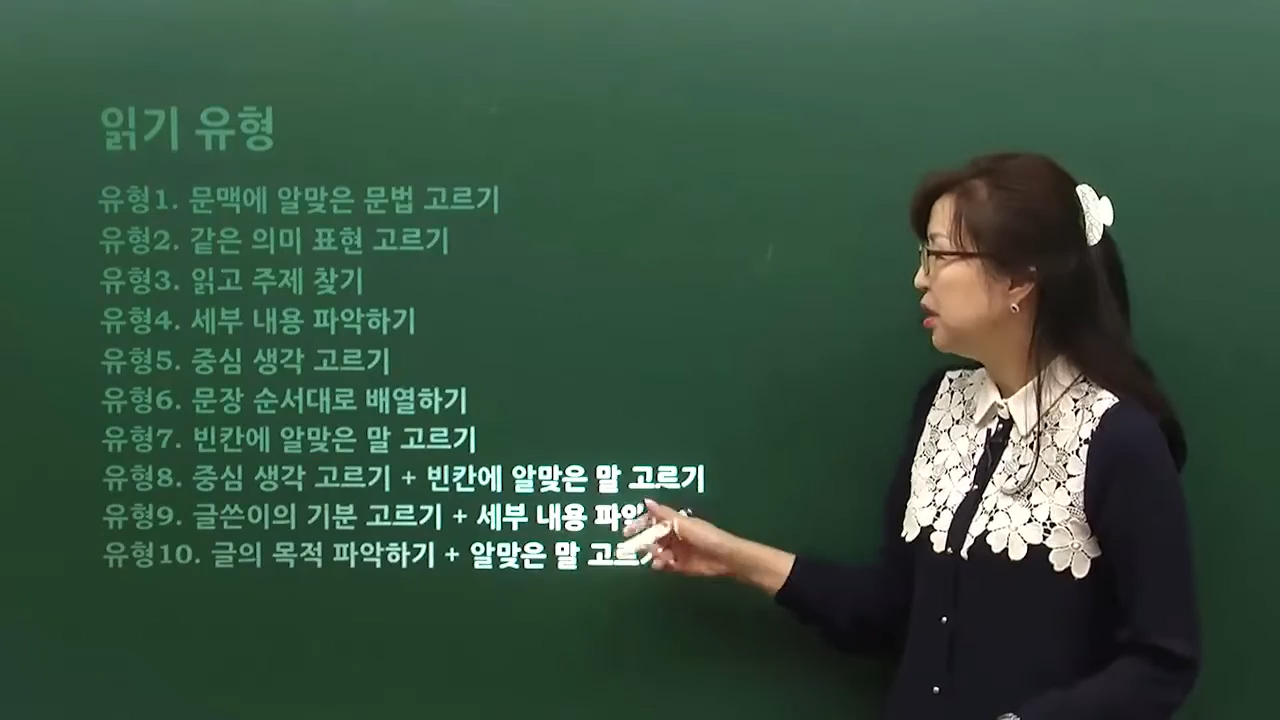 읽기 유형
유형1. 문맥에 알맞은 문법 고르기
유형2. 같은 의미 표현 고르기
유형3. 읽고 주제 찾기
유형4. 세부 내용 파악하기
유형5. 중심 생각 고르기
유형6. 문장 순서대로 배열하기
유형7. 빈칸에 알맞은 말 고르기
유형8. 중심 생각 고르기 + 빈칸에 알맞은 말 고르기
유형9. 글쓴이의 기분 고르기 + 세부 내용
유형10. 글의 목적 파악하기 + 알맞은 말